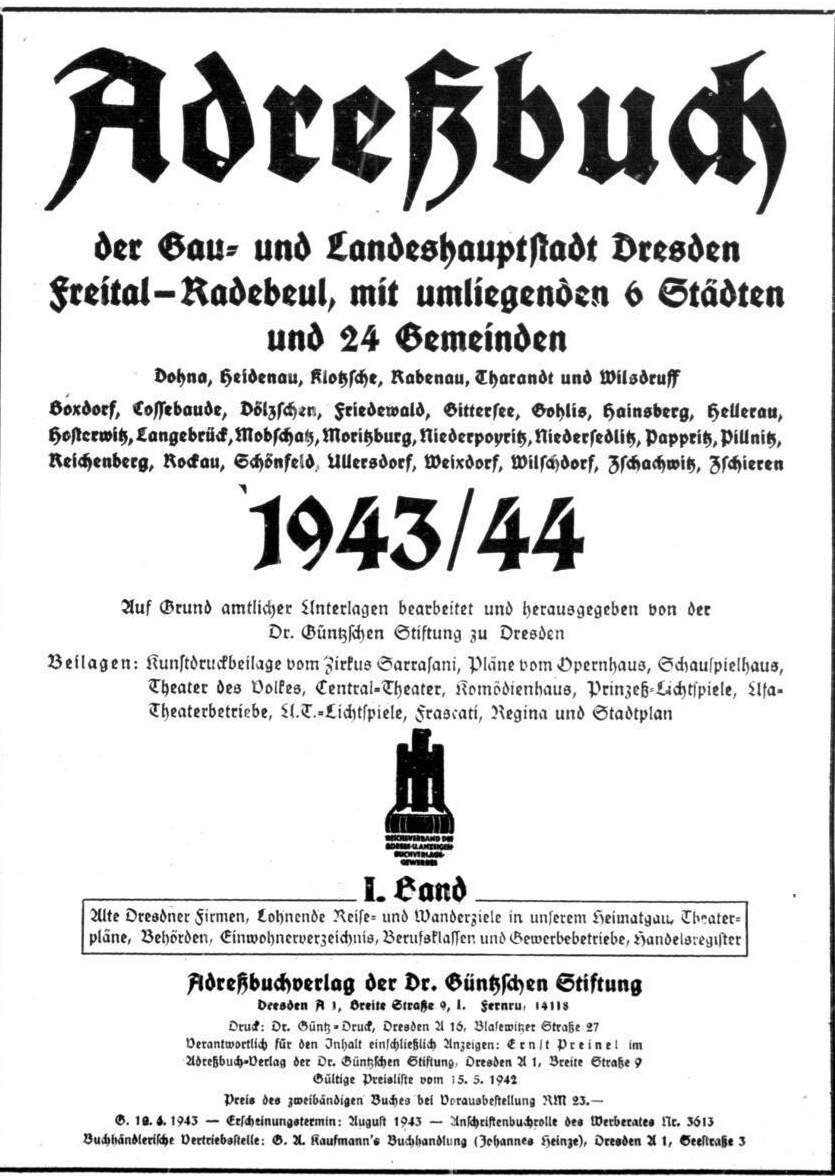 Adreßbuch
der Gau- und Landeshauptstadt Dresden
Freital-Radebeul, mit umliegenden 6 Städten
und 24 Gemeinden
Dohna, Heidenau, Klotzsche, Rabenau, Tharandt und Wilsdruff
Boxdorf, Cossebaude, Dölzschen, Friedewald, Gittersee, Gohlis, Hainsberg, Hellerau,
Hosterwitz, Langebrück, Mobschatz, Moritzburg, Niederpoyritz, Niedersedlitz, Pappritz, Pillnitz,
Reichenberg, Rockau, Schönfeld, Ullersdorf, Weixdorf, Wilschdorf, Zschachwitz, Zschieren
1943/44
Auf Grund amtlicher Unterlagen bearbeitet und herausgegeben von der
Dr. Güntzschen Stiftung zu Dresden
Beilagen: Kunstdruckbeilage vom Zirkus Sarrasani, Pläne vom Opernhaus, Schauspielhaus,
Theater des Volkes, Central-Theater, Komödienhaus, Prinzeß-Lichtspiele, Ufa-
Theaterbetriebe, U.T.-Lichtspiele, Frascati, Regina und Stadtplan
REICHSVERBAND DES
ADRESS- U. ANZEIGEN-
BUCHVERLAGS-
GEWERBES
I. Band
Alte Dresdner Firmen, Lohnende Reise- und Wanderziele in unserem Heimatgau, Theater-
pläne, Behörden, Einwohnerverzeichnis, Berufsklassen und Gewerbebetriebe, Handelsregister
Adreßbuchverlag der Dr. Güntzschen Stiftung
Dresden A 1, Breite Straße 9, I. Fernru, 14118
Druck: Dr. Güntz-Druck, Dresden A 16, Blasewitzer Straße 27
Verantwortlich für den Inhalt einschließlich Anzeigen: Ernst Preinel im
Adreßbuch-Verlag der Dr. Güntzschen Stiftung, Dresden A 1, Breite Straße 9
Gültige Preisliste vom 15. 5. 1942
Preis des zweibändigen Buches bei Vorausbestellung RM 23.—
G. 1943 — Erscheinungstermin: August 1943 — Anschriftenbuchrolle des Werberates Nr. 3613
Buchhändlerische Vertriebsstelle: G. A. Kaufmann's Buchhandlung (Johannes Heinze), Dresden A 1, Seestraße 3